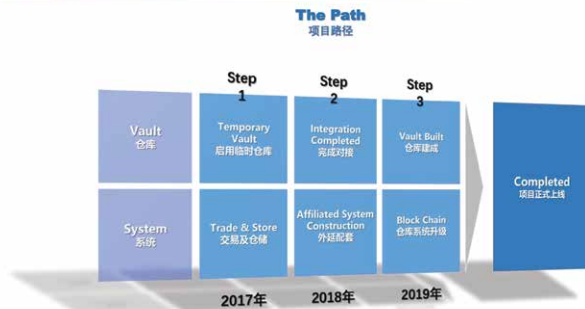 The Path
项目路径
Step
1
Step
2
Step
3
Vault
仓库
Temporary
Vault
启用临时仓库
Integration
Completed
完成对接
Vault Built
仓库建成
Completed
项目正式上线
System
系统
Trade & Store
交易及仓储
Affiliated System
Construction
外延配套
Block Chain
仓库系统升级
2017年
2018年
2019年